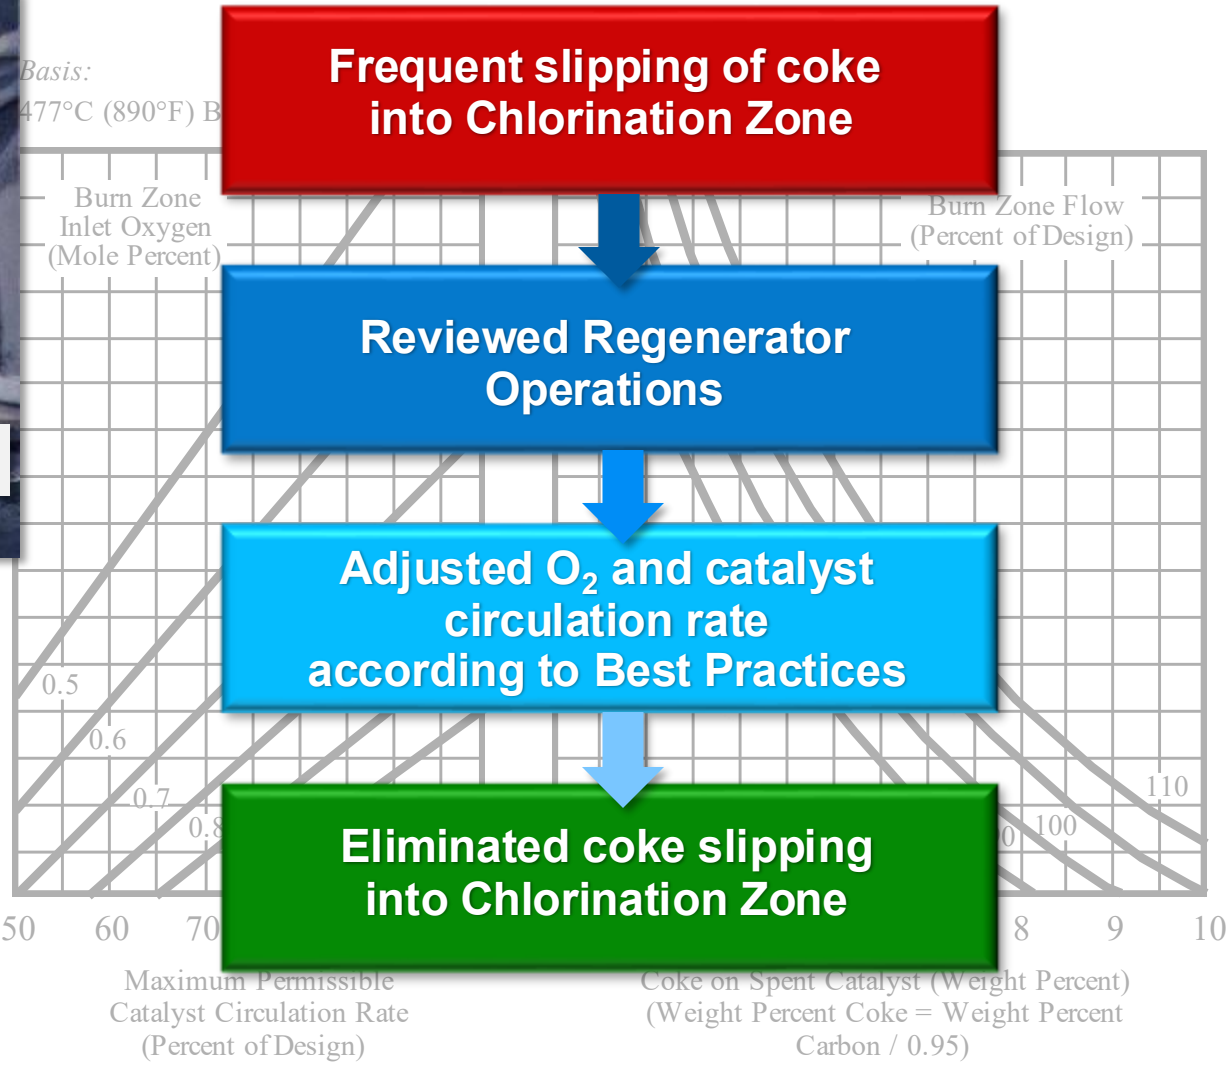 Basis:
477°C (890°F) B
Frequent slipping of coke
into Chlorination Zone
Burn Zone
Inlet Oxygen
(Mole Percent)
Burn Zone Flow
(Percent of Design)
Reviewed Regenerator
Operations
Adjusted O₂ and catalyst
circulation rate
according to Best Practices
0.5
0.6
0.7
0.8
110
100
Eliminated coke slipping
into Chlorination Zone
50 60 70 8 9 10
Maximum Permissible
Catalyst Circulation Rate
(Percent of Design)
Coke on Spent Catalyst (Weight Percent)
(Weight Percent Coke = Weight Percent
Carbon / 0.95)